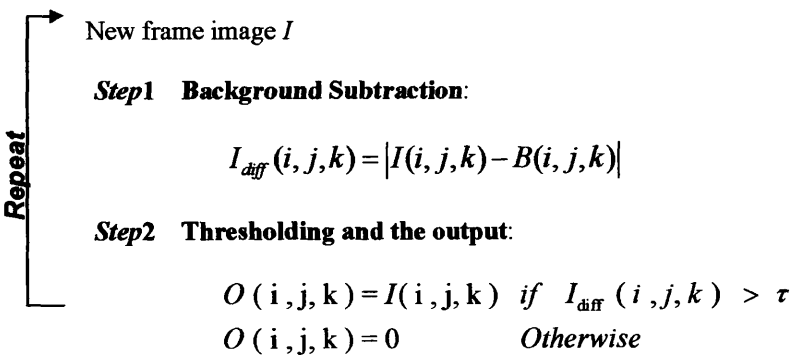 New frame image I
Step1 Background Subtraction:
I_diff (i, j,k) = |I(i, j,k) − B(i, j,k)|
Repeat
Step2 Thresholding and the output:
O ( i ,j, k ) = I( i ,j, k ) if I_diff ( i ,j, k ) > τ
O ( i ,j, k ) = 0 Otherwise